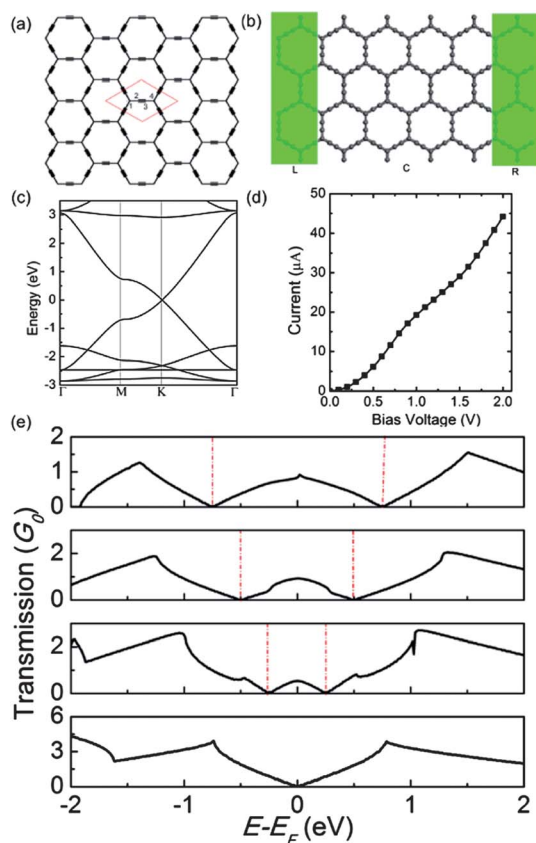 (a)
(b)
2 4
1 3
L C R
(c)
(d)
Energy (eV)
3
2
1
0
-1
-2
-3
Γ M K Γ
Current(μA)
50
40
30
20
10
0
0.0 0.5 1.0 1.5 2.0
Bias Voltage (V)
(e)
Transmission (G0)
2
1
0
2
0
2
0
6
3
0
-2 -1 0 1 2
E-EF (eV)